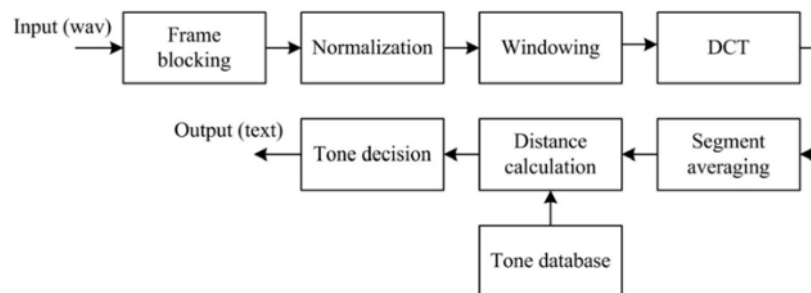 Input (wav)
Frame
blocking
Normalization
Windowing
DCT
Output (text)
Tone decision
Distance
calculation
Segment
averaging
Tone database